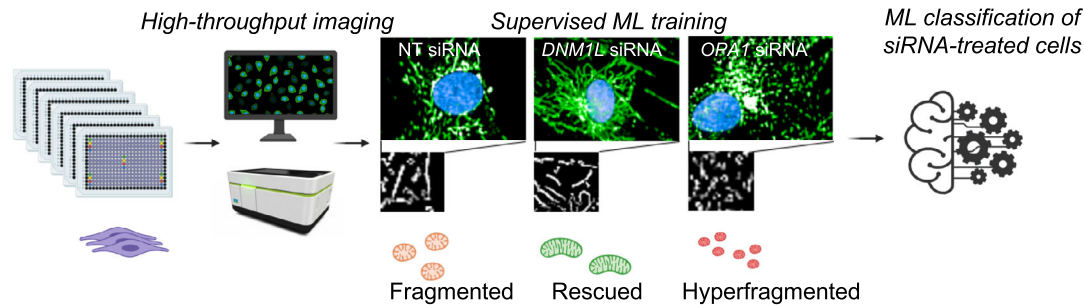 High-throughput imaging
Supervised ML training
ML classification of
siRNA-treated cells
NT siRNA
DNM1L siRNA
OPA1 siRNA
Fragmented
Rescued
Hyperfragmented